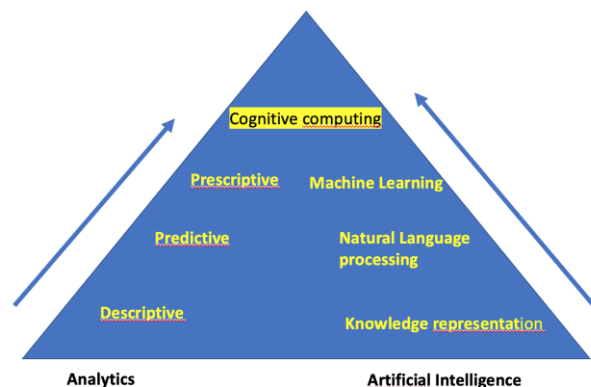 Cognitive computing
Prescriptive Machine Learning
Predictive Natural Language
processing
Descriptive Knowledge representation
Analytics Artificial Intelligence